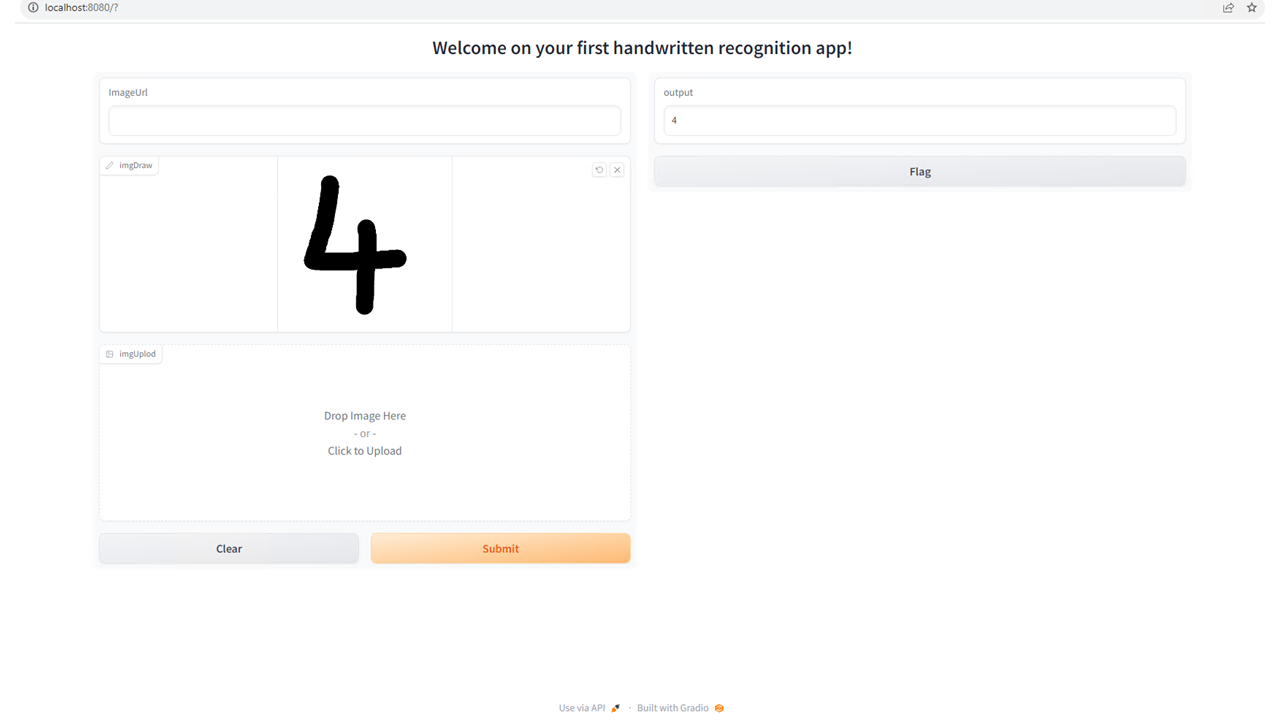 localhost:8080/?
Welcome on your first handwritten recognition app!
ImageUrl
imgDraw
4
imgUplod
Drop Image Here
- or -
Click to Upload
Clear
Submit
output
4
Flag
Use via API · Built with Gradio